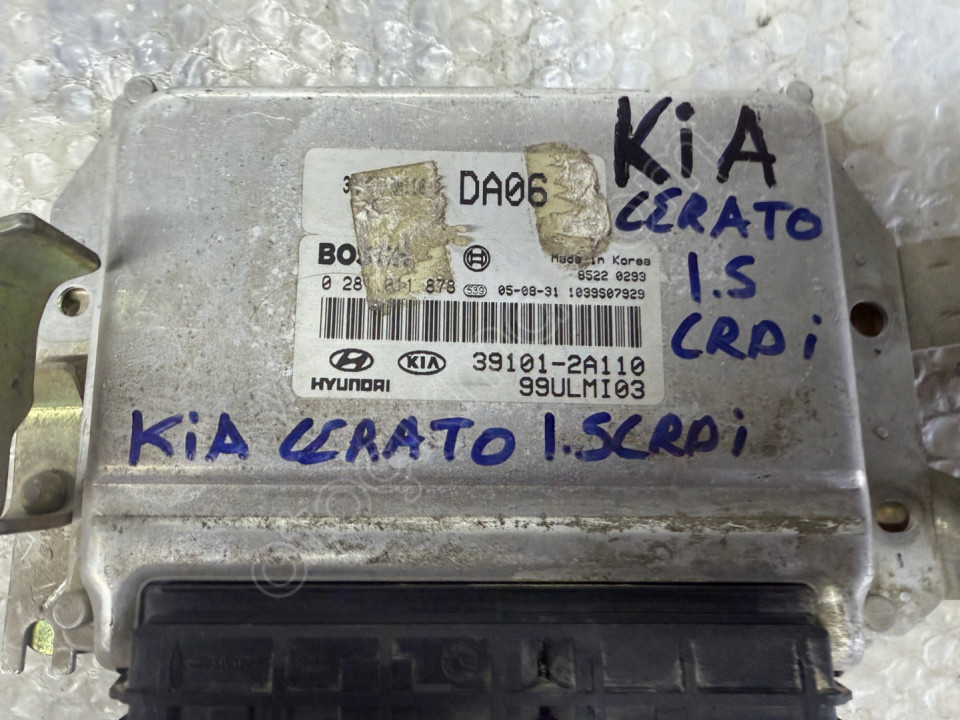 DA06
KiA
CERATO
1.5
CRDi
BOSCH
Made in Korea
8522 0293
539 05-08-31 1039S07929
39101-2A110
HYUNDAI KIA
99ULMI03
KiA CERATO 1.5CRDi